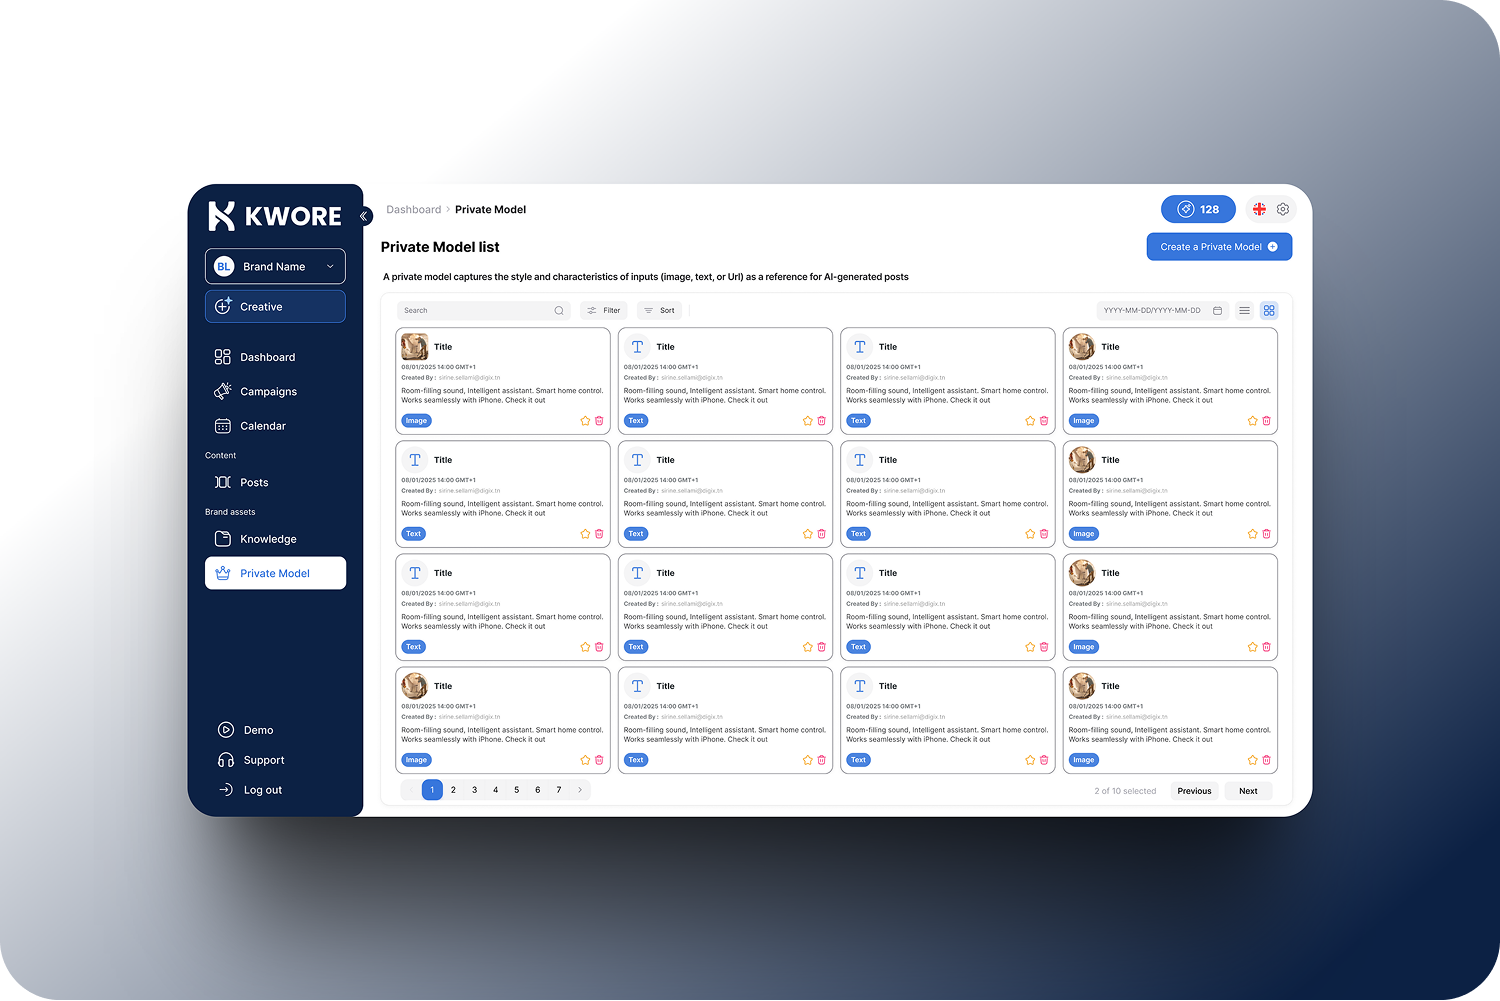 KWORE
BL Brand Name
Creative
Dashboard
Campaigns
Calendar
Content
Posts
Brand assets
Knowledge
Private Model
Demo
Support
Log out
Dashboard > Private Model
128
Private Model list
Create a Private Model
A private model captures the style and characteristics of inputs (image, text, or Url) as a reference for AI-generated posts
Search
Filter
Sort
YYYY-MM-DD/YYYY-MM-DD
Title
08/01/2025 14:00 GMT+1
Created By : sirine.sellami@digix.tn
Room-filling sound, Intelligent assistant. Smart home control.
Works seamlessly with iPhone. Check it out
Image
T Title
08/01/2025 14:00 GMT+1
Created By : sirine.sellami@digix.tn
Room-filling sound, Intelligent assistant. Smart home control.
Works seamlessly with iPhone. Check it out
Text
T Title
08/01/2025 14:00 GMT+1
Created By : sirine.sellami@digix.tn
Room-filling sound, Intelligent assistant. Smart home control.
Works seamlessly with iPhone. Check it out
Text
Title
08/01/2025 14:00 GMT+1
Created By : sirine.sellami@digix.tn
Room-filling sound, Intelligent assistant. Smart home control.
Works seamlessly with iPhone. Check it out
Image
T Title
08/01/2025 14:00 GMT+1
Created By : sirine.sellami@digix.tn
Room-filling sound, Intelligent assistant. Smart home control.
Works seamlessly with iPhone. Check it out
Text
T Title
08/01/2025 14:00 GMT+1
Created By : sirine.sellami@digix.tn
Room-filling sound, Intelligent assistant. Smart home control.
Works seamlessly with iPhone. Check it out
Text
T Title
08/01/2025 14:00 GMT+1
Created By : sirine.sellami@digix.tn
Room-filling sound, Intelligent assistant. Smart home control.
Works seamlessly with iPhone. Check it out
Text
Title
08/01/2025 14:00 GMT+1
Created By : sirine.sellami@digix.tn
Room-filling sound, Intelligent assistant. Smart home control.
Works seamlessly with iPhone. Check it out
Image
T Title
08/01/2025 14:00 GMT+1
Created By : sirine.sellami@digix.tn
Room-filling sound, Intelligent assistant. Smart home control.
Works seamlessly with iPhone. Check it out
Text
T Title
08/01/2025 14:00 GMT+1
Created By : sirine.sellami@digix.tn
Room-filling sound, Intelligent assistant. Smart home control.
Works seamlessly with iPhone. Check it out
Text
T Title
08/01/2025 14:00 GMT+1
Created By : sirine.sellami@digix.tn
Room-filling sound, Intelligent assistant. Smart home control.
Works seamlessly with iPhone. Check it out
Text
Title
08/01/2025 14:00 GMT+1
Created By : sirine.sellami@digix.tn
Room-filling sound, Intelligent assistant. Smart home control.
Works seamlessly with iPhone. Check it out
Image
Title
08/01/2025 14:00 GMT+1
Created By : sirine.sellami@digix.tn
Room-filling sound, Intelligent assistant. Smart home control.
Works seamlessly with iPhone. Check it out
Image
T Title
08/01/2025 14:00 GMT+1
Created By : sirine.sellami@digix.tn
Room-filling sound, Intelligent assistant. Smart home control.
Works seamlessly with iPhone. Check it out
Text
T Title
08/01/2025 14:00 GMT+1
Created By : sirine.sellami@digix.tn
Room-filling sound, Intelligent assistant. Smart home control.
Works seamlessly with iPhone. Check it out
Text
Title
08/01/2025 14:00 GMT+1
Created By : sirine.sellami@digix.tn
Room-filling sound, Intelligent assistant. Smart home control.
Works seamlessly with iPhone. Check it out
Image
1 2 3 4 5 6 7
2 of 10 selected
Previous
Next